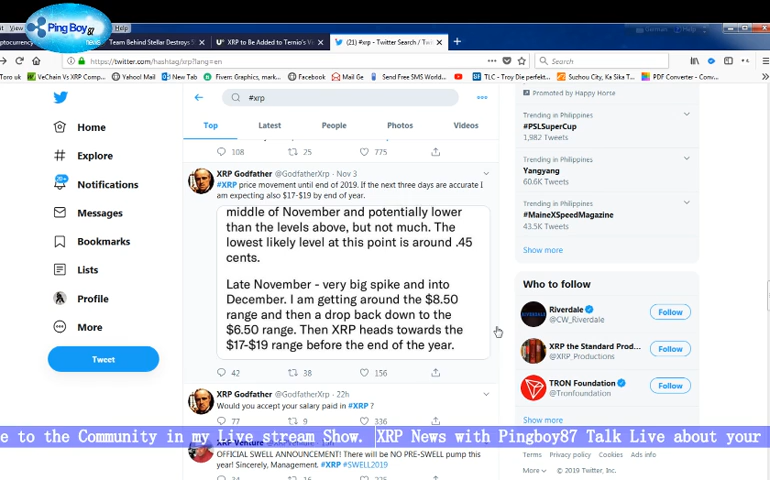 German
Help
View
Help
Ping Boy 87
news
ptocurrency
Team Behind Stellar Destroys S
XRP to Be Added to Ternio's V
(21) #xrp - Twitter Search / Twi
https://twitter.com/hashtag/xrp?lang=en
Search
Toro uk
VeChain Vs XRP Comp...
Yahoo! Mail
New Tab
Fiverr: Graphics, mark...
Facebook
Mail Ge
Send Free SMS World...
TLC - Troy Die perfekt...
Suzhou City, Ka Sika T...
PDF Converter - Conv...
Home
Explore
20+
Notifications
Messages
Bookmarks
Lists
Profile
More
Tweet
#xrp
Top
Latest
People
Photos
Videos
108
25
775
XRP Godfather @GodfatherXrp · Nov 3
#XRP price movement until end of 2019. If the next three days are accurate I
am expecting also $17-$19 by end of year.
middle of November and potentially lower
than the levels above, but not much. The
lowest likely level at this point is around .45
cents.
Late November - very big spike and into
December. I am getting around the $8.50
range and then a drop back down to the
$6.50 range. Then XRP heads towards the
$17-$19 range before the end of the year.
42
38
156
XRP Godfather @GodfatherXrp · 22h
Would you accept your salary paid in #XRP ?
77
9
336
e to the Community in my Live stream Show. XRP News with Pingboy87 Talk Live about your
XRP Venture
OFFICIAL SWELL ANNOUNCEMENT! There will be NO PRE-SWELL pump this
year! Sincerely, Management. #XRP #SWELL2019
Promoted by Happy Horse
Trending in Philippines
#PSLSuperCup
1,982 Tweets
Trending in Philippines
Yangyang
60.6K Tweets
Trending in Philippines
#MaineXSpeedMagazine
43.5K Tweets
Show more
Who to follow
Riverdale
@CW_Riverdale
Follow
XRP the Standard Prod...
@XRP_Productions
Follow
TRON Foundation
@Tronfoundation
Follow
Show more
Terms Privacy policy Cookies Ads info
More © 2019 Twitter, Inc.